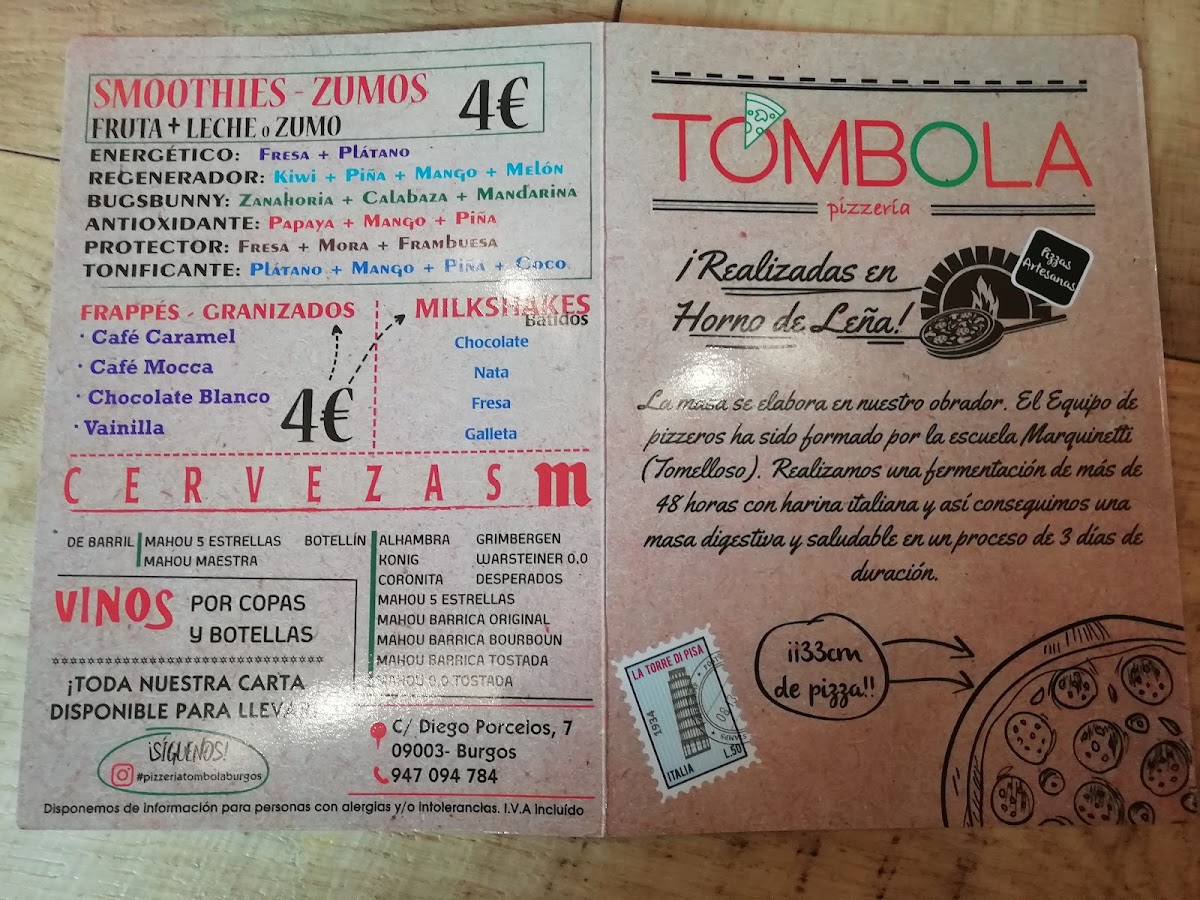 SMOOTHIES - ZUMOS
4€
FRUTA + LECHE o ZUMO
ENERGÉTICO: FRESA + PLÁTANO
REGENERADOR: KIWI + PIÑA + MANGO + MELÓN
BUGSBUNNY: ZANAHORIA + CALABAZA + MANDARINA
ANTIOXIDANTE: PAPAYA + MANGO + PIÑA
PROTECTOR: FRESA + MORA + FRAMBUESA
TONIFICANTE: PLÁTANO + MANGO + PIÑA + COCO
FRAPPÉS - GRANIZADOS
· Café Caramel
· Café Mocca
· Chocolate Blanco
· Vainilla
4€
MILKSHAKES
Batidos
Chocolate
Nata
Fresa
Galleta
CERVEZAS m
DE BARRIL
MAHOU 5 ESTRELLAS
MAHOU MAESTRA
BOTELLÍN
ALHAMBRA
KONIG
CORONITA
MAHOU 5 ESTRELLAS
MAHOU BARRICA ORIGINAL
MAHOU BARRICA BOURBOUN
MAHOU BARRICA TOSTADA
MAHOU 0,0 TOSTADA
GRIMBERGEN
WARSTEINER 0,0
DESPERADOS
VINOS
POR COPAS
Y BOTELLAS
******************************
¡TODA NUESTRA CARTA
DISPONIBLE PARA LLEVAR!
¡SÍGUENOS!
#pizzeriatombolaburgos
C/ Diego Porcelos, 7
09003- Burgos
947 094 784
Disponemos de información para personas con alergias y/o intolerancias. I.V.A incluído
TOMBOLA
pizzería
¡Realizadas en
Horno de Leña!
Pizzas
Artesanas
La masa se elabora en nuestro obrador. El Equipo de
pizzeros ha sido formado por la escuela Marquinetti
(Tomelloso). Realizamos una fermentación de más de
48 horas con harina italiana y así conseguimos una
masa digestiva y saludable en un proceso de 3 días de
duración.
¡¡33cm
de pizza!!
LA TORRE DI PISA
1934
ITALIA
L.50